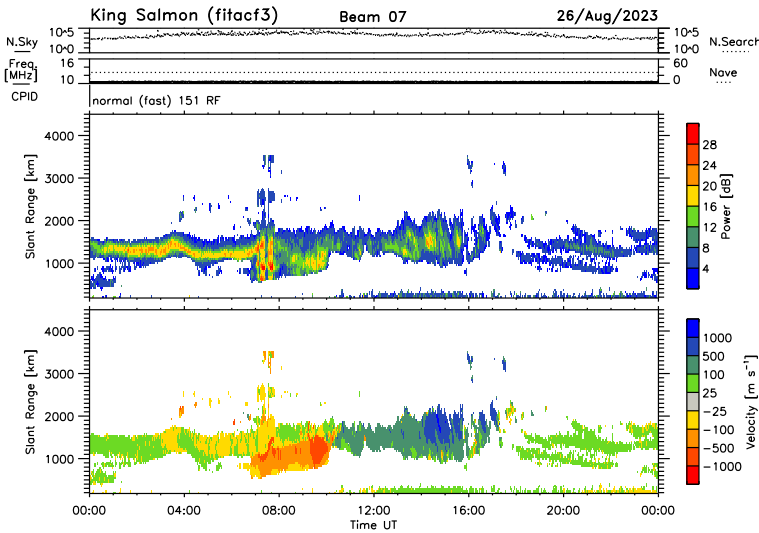 King Salmon (fitacf3) Beam 07 26/Aug/2023
N.Sky 10^5 10^0 10^5 10^0 N.Search
Freq. [MHz] 16 10 60 0 Nave
CPID normal (fast) 151 RF
Slant Range [km] 4000 3000 2000 1000
28 24 20 16 12 8 4 Power [dB]
Slant Range [km] 4000 3000 2000 1000
1000 500 100 25 −25 −100 −500 −1000 Velocity [m s⁻¹]
00:00 04:00 08:00 12:00 16:00 20:00 00:00
Time UT